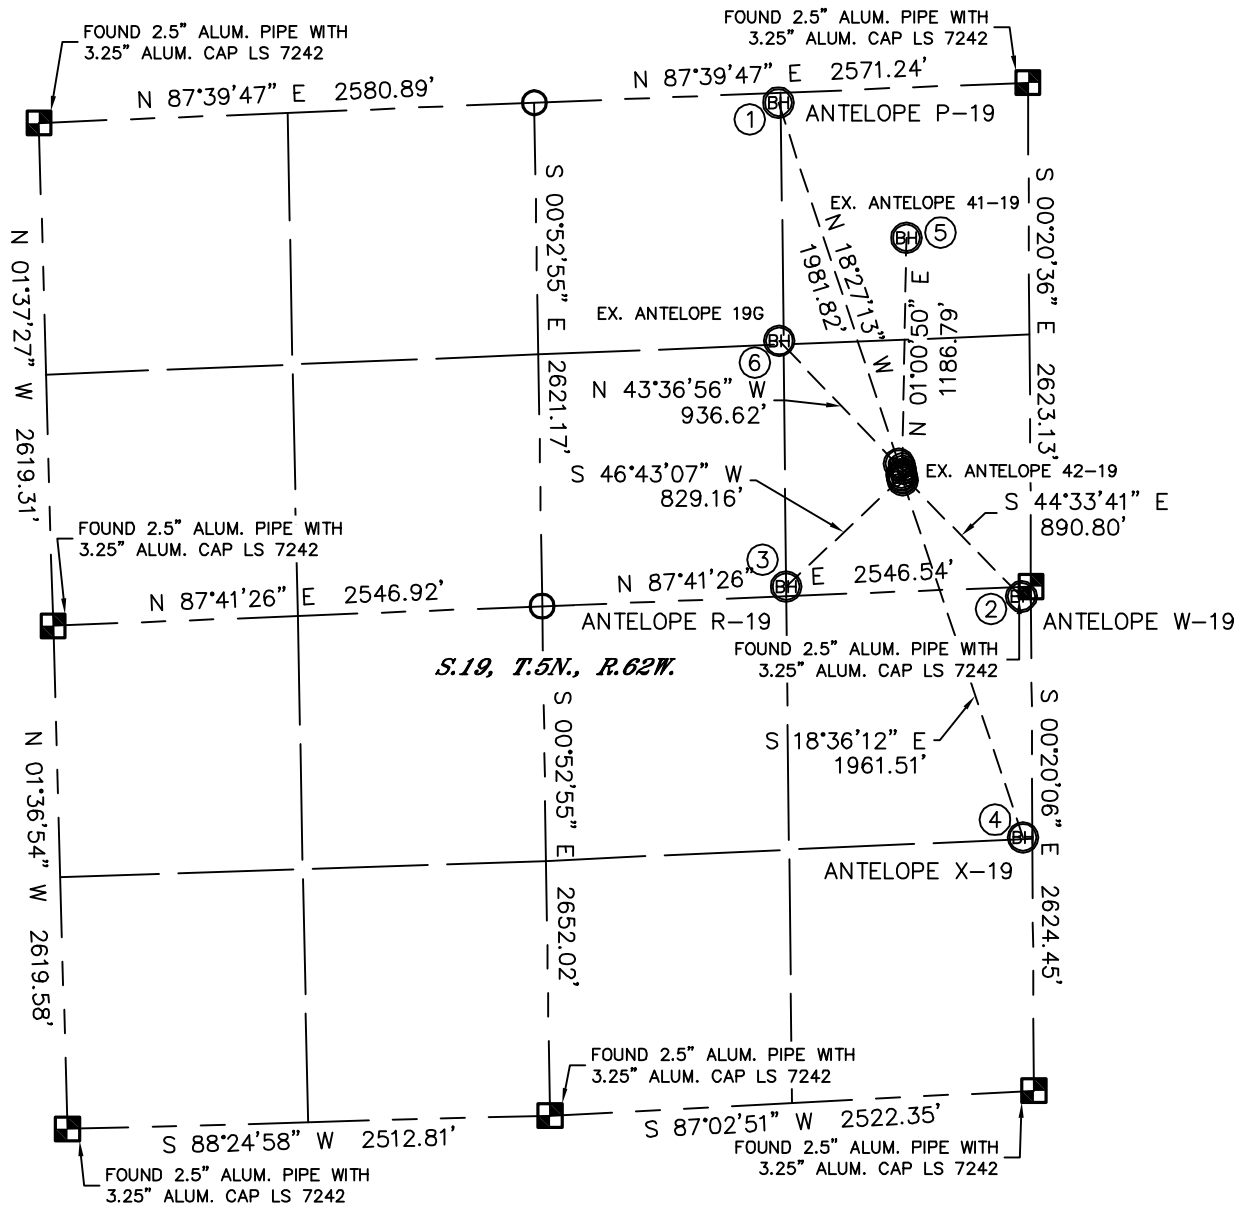 FOUND 2.5” ALUM. PIPE WITH
3.25” ALUM. CAP LS 7242
FOUND 2.5” ALUM. PIPE WITH
3.25” ALUM. CAP LS 7242
N 87°39'47” E 2580.89'
N 87°39'47” E 2571.24'
BH
1
ANTELOPE P-19
EX. ANTELOPE 41-19
BH
5
N 01°37'27” W 2619.31'
S 00°52'55” E 2621.17'
N 18°27'13” W
1981.82'
N 01°00'50” E
1186.79'
S 00°20'36” E 2623.13'
EX. ANTELOPE 19G
BH
6
N 43°36'56” W
936.62'
S 46°43'07” W
829.16'
EX. ANTELOPE 42-19
S 44°33'41” E
890.80'
FOUND 2.5” ALUM. PIPE WITH
3.25” ALUM. CAP LS 7242
N 87°41'26” E 2546.92'
3
N 87°41'26” E 2546.54'
BH
BH
2
ANTELOPE R-19
ANTELOPE W-19
FOUND 2.5” ALUM. PIPE WITH
3.25” ALUM. CAP LS 7242
S.19, T.5N., R.62W.
N 01°36'54” W 2619.58'
S 00°52'55” E 2652.02'
S 18°36'12” E
1961.51'
S 00°20'06” E 2624.45'
4
BH
ANTELOPE X-19
FOUND 2.5” ALUM. PIPE WITH
3.25” ALUM. CAP LS 7242
S 88°24'58” W 2512.81'
S 87°02'51” W 2522.35'
FOUND 2.5” ALUM. PIPE WITH
3.25” ALUM. CAP LS 7242
FOUND 2.5” ALUM. PIPE WITH
3.25” ALUM. CAP LS 7242